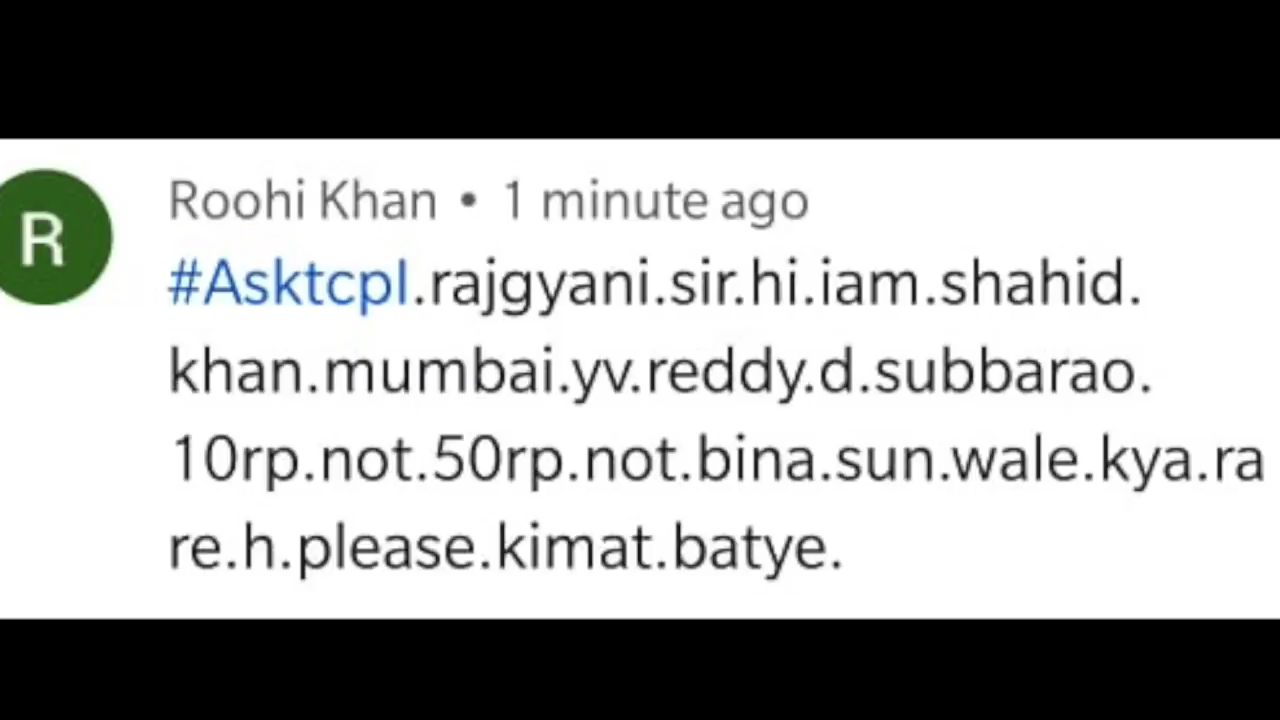 R
Roohi Khan • 1 minute ago
#Asktcpl.rajgyani.sir.hi.iam.shahid.
khan.mumbai.yv.reddy.d.subbarao.
10rp.not.50rp.not.bina.sun.wale.kya.ra
re.h.please.kimat.batye.